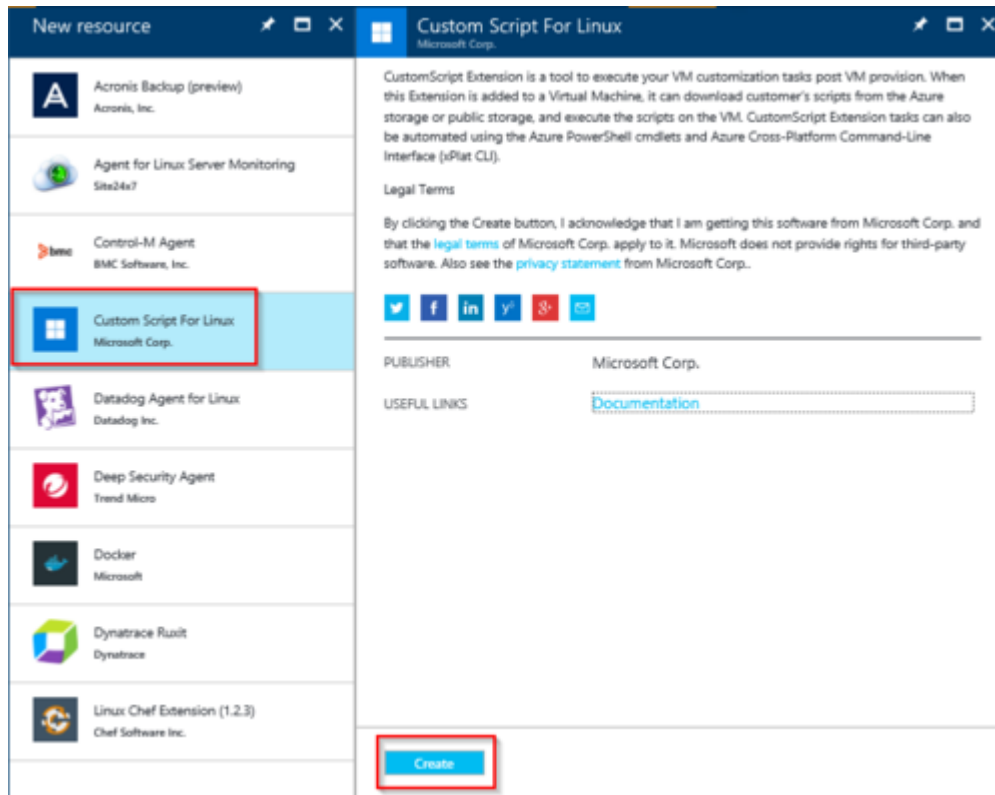 New resource
Acronis Backup (preview)
Acronis, Inc.
Agent for Linux Server Monitoring
Site24x7
bmc
Control-M Agent
BMC Software, Inc.
Custom Script For Linux
Microsoft Corp.
Datadog Agent for Linux
Datadog Inc.
Deep Security Agent
Trend Micro
Docker
Microsoft
Dynatrace Ruxit
Dynatrace
Linux Chef Extension (1.2.3)
Chef Software Inc.
Custom Script For Linux
Microsoft Corp.
CustomScript Extension is a tool to execute your VM customization tasks post VM provision. When
this Extension is added to a Virtual Machine, it can download customer's scripts from the Azure
storage or public storage, and execute the scripts on the VM. CustomScript Extension tasks can also
be automated using the Azure PowerShell cmdlets and Azure Cross-Platform Command-Line
Interface (xPlat CLI).
Legal Terms
By clicking the Create button, I acknowledge that I am getting this software from Microsoft Corp. and
that the legal terms of Microsoft Corp. apply to it. Microsoft does not provide rights for third-party
software. Also see the privacy statement from Microsoft Corp..
PUBLISHER
Microsoft Corp.
USEFUL LINKS
Documentation
Create